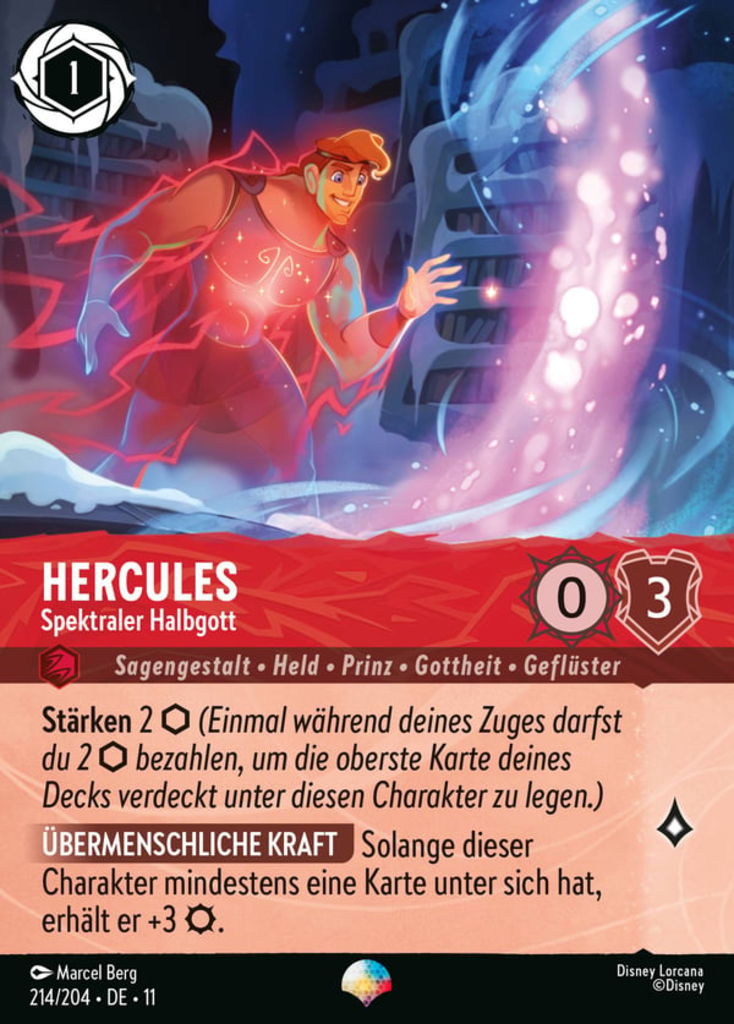 1
HERCULES
Spektraler Halbgott
0
3
Sagengestalt • Held • Prinz • Gottheit • Geflüster
Stärken 2 ⬡ (Einmal während deines Zuges darfst
du 2 ⬡ bezahlen, um die oberste Karte deines
Decks verdeckt unter diesen Charakter zu legen.)
ÜBERMENSCHLICHE KRAFT Solange dieser
Charakter mindestens eine Karte unter sich hat,
erhält er +3 ¤.
Marcel Berg
214/204 • DE • 11
Disney Lorcana
©Disney